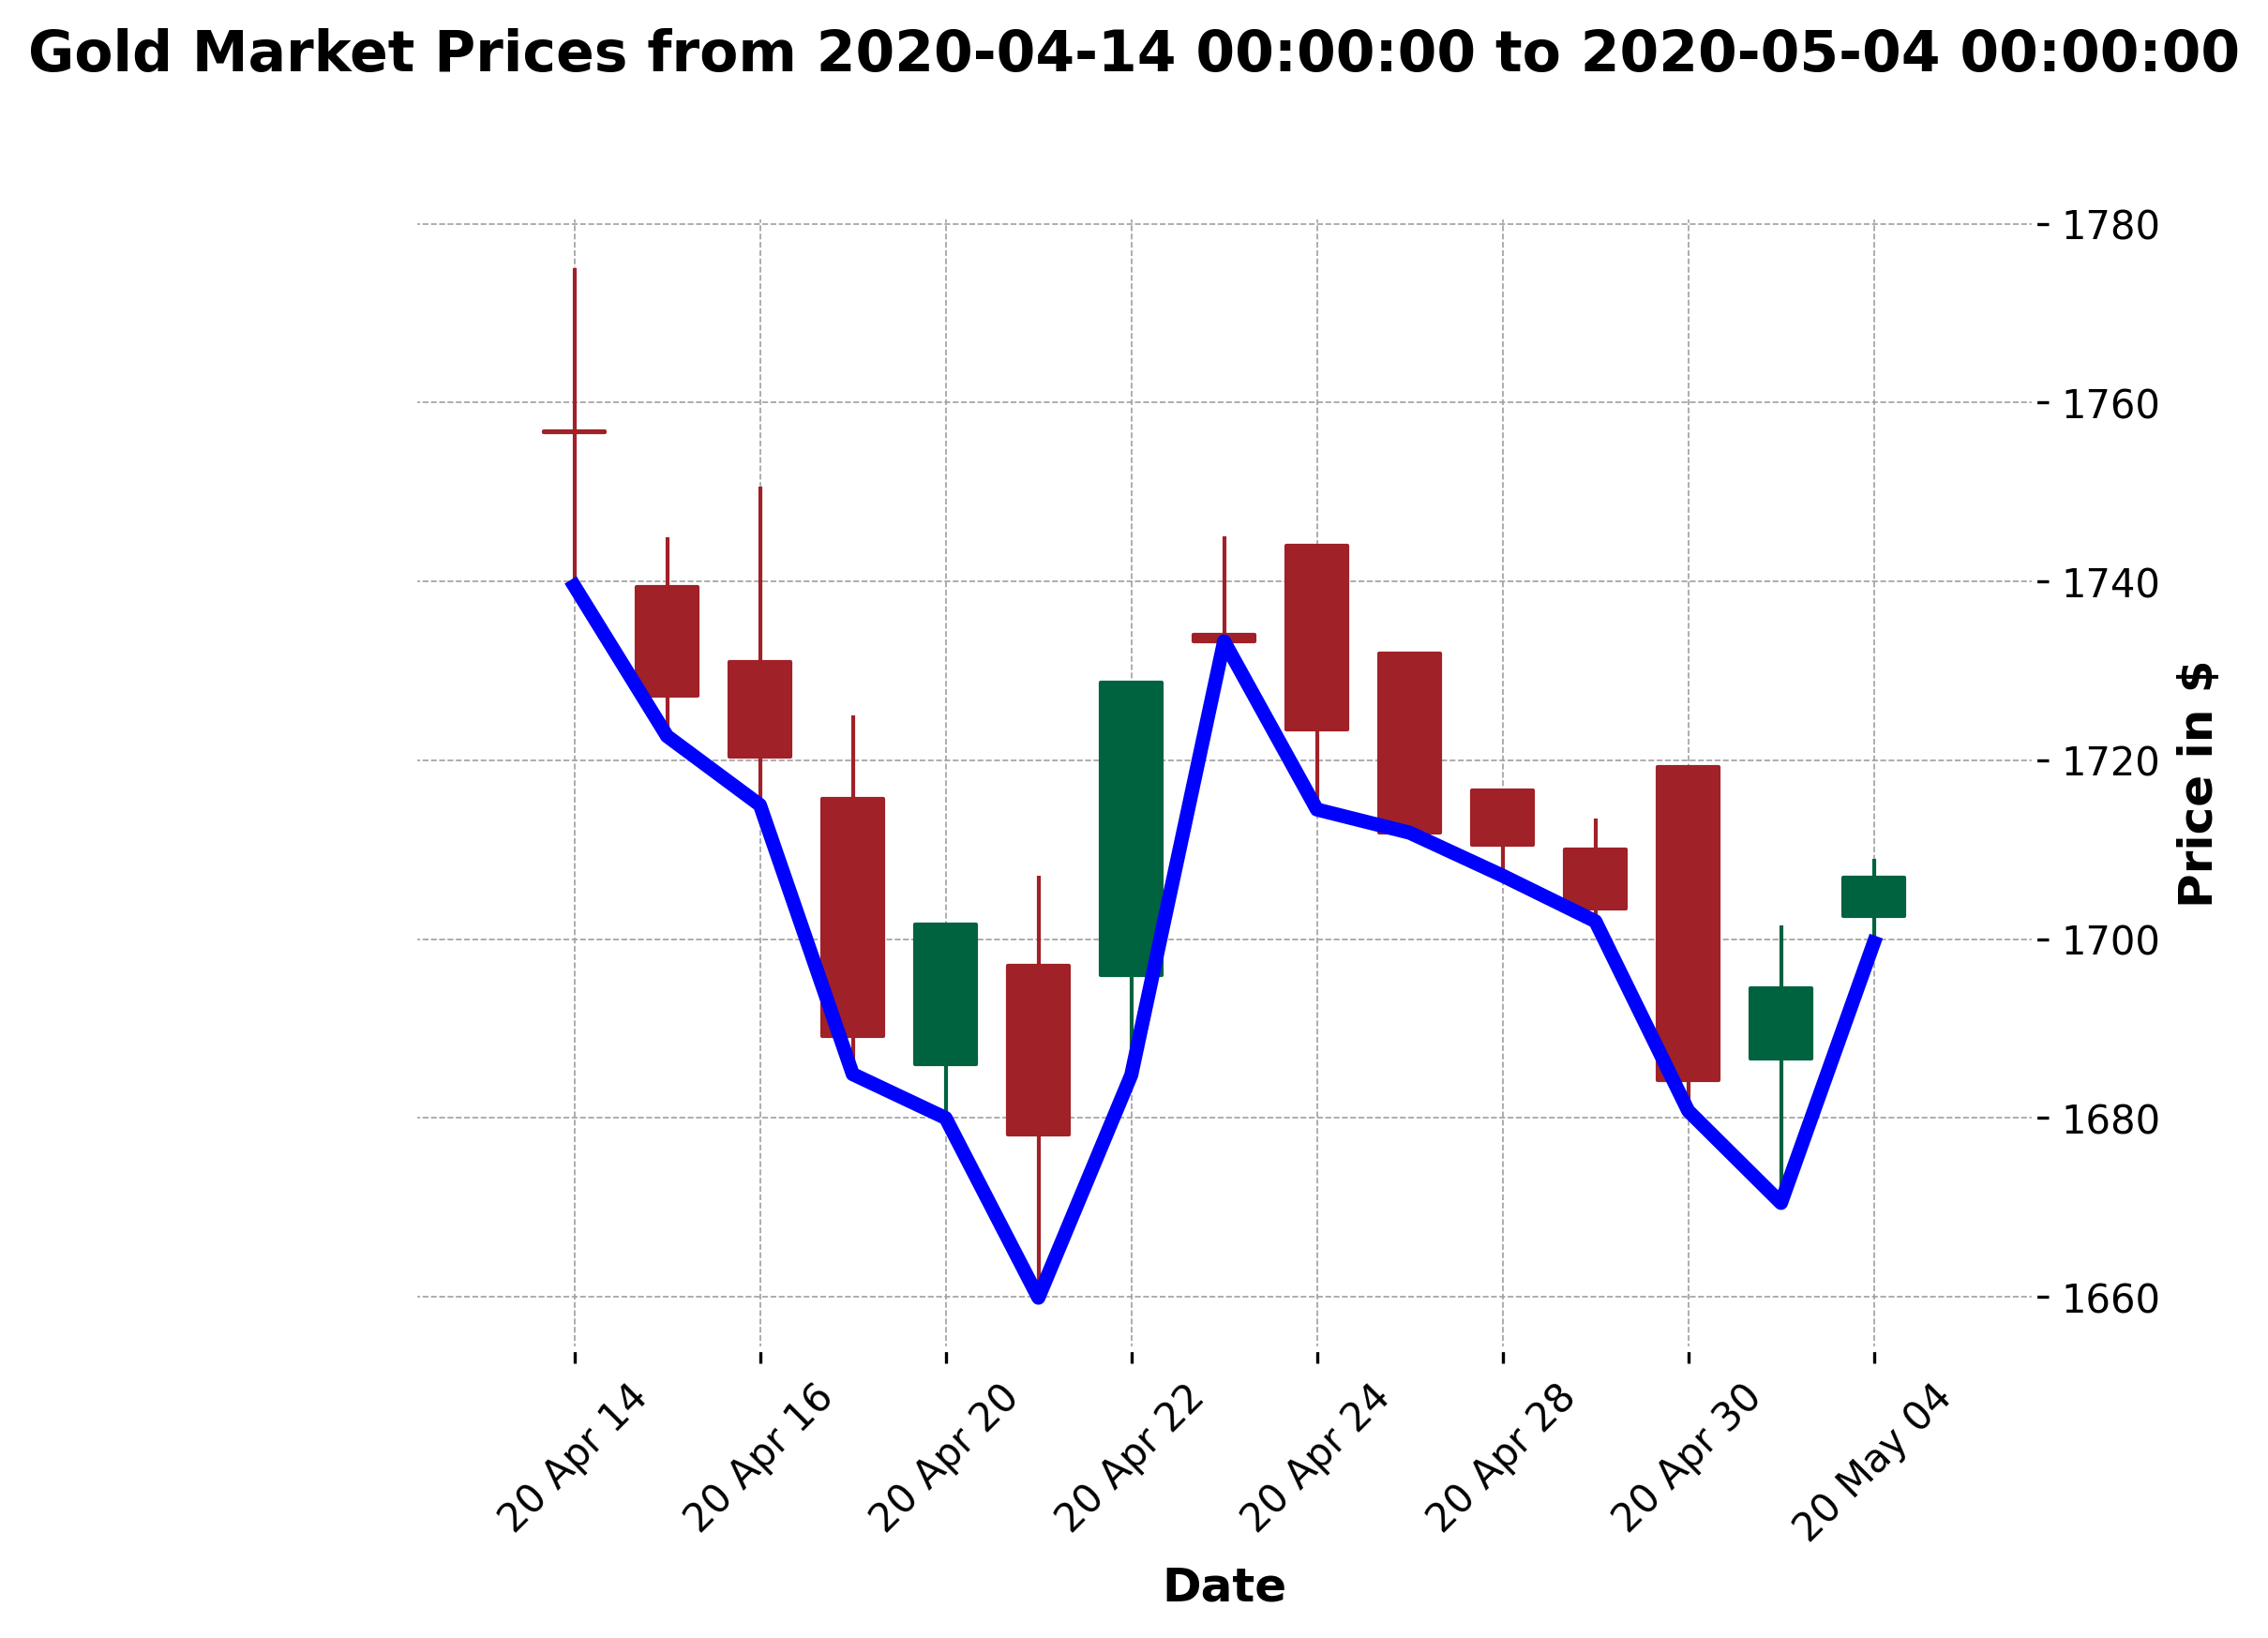 Gold Market Prices from 2020-04-14 00:00:00 to 2020-05-04 00:00:00
1780
1760
1740
1720
1700
1680
1660
Price in $
20 Apr 14
20 Apr 16
20 Apr 20
20 Apr 22
20 Apr 24
20 Apr 28
20 Apr 30
20 May 04
Date